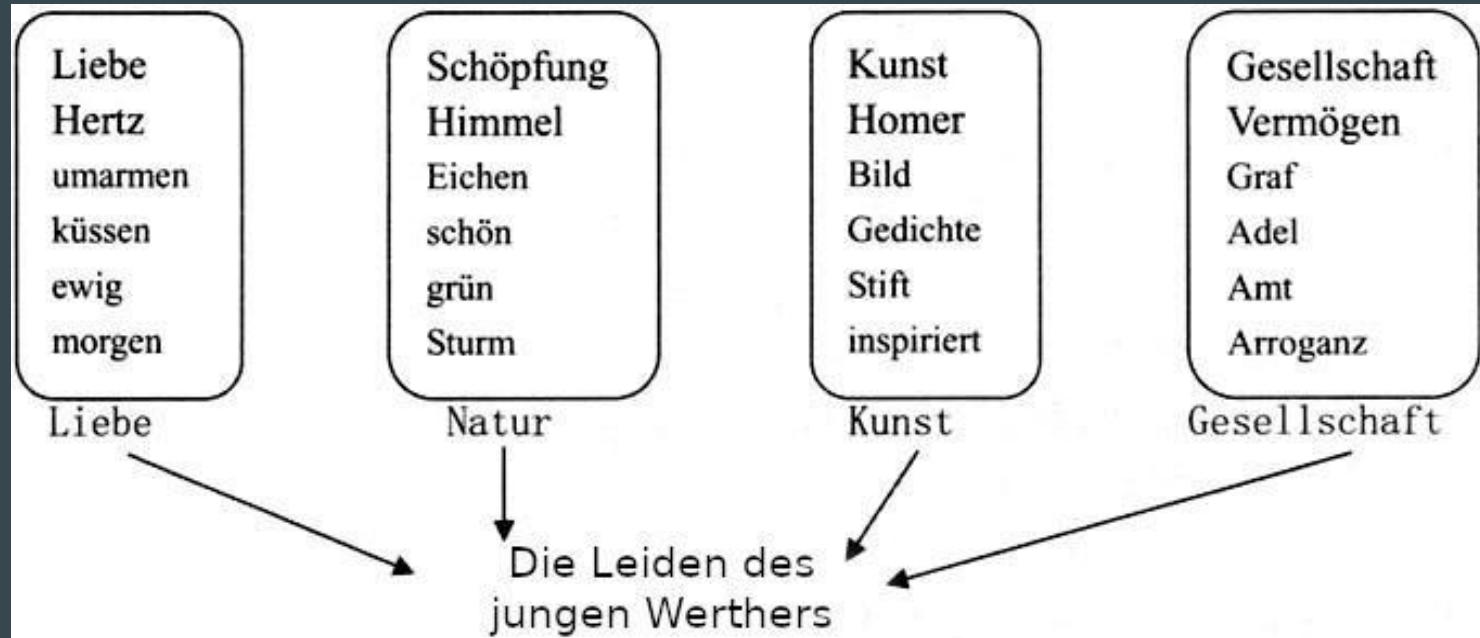 Liebe
Hertz
umarmen
küssen
ewig
morgen
Liebe
Schöpfung
Himmel
Eichen
schön
grün
Sturm
Natur
Kunst
Homer
Bild
Gedichte
Stift
inspiriert
Kunst
Gesellschaft
Vermögen
Graf
Adel
Amt
Arroganz
Gesellschaft
Die Leiden des
jungen Werthers